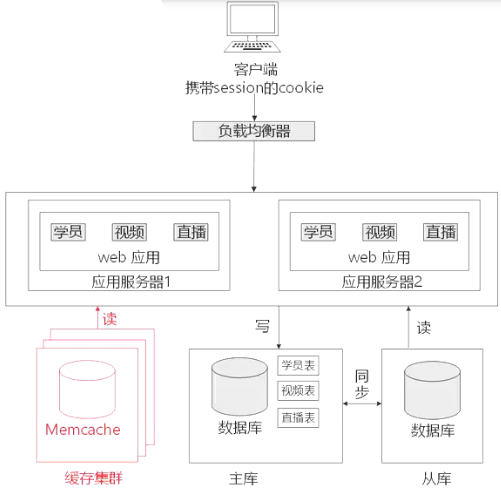 客户端
携带session的cookie
负载均衡器
学员 视频 直播
web 应用
应用服务器1
学员 视频 直播
web 应用
应用服务器2
读
写
读
Memcache
缓存集群
学员表
视频表
直播表
数据库
主库
同步
数据库
从库